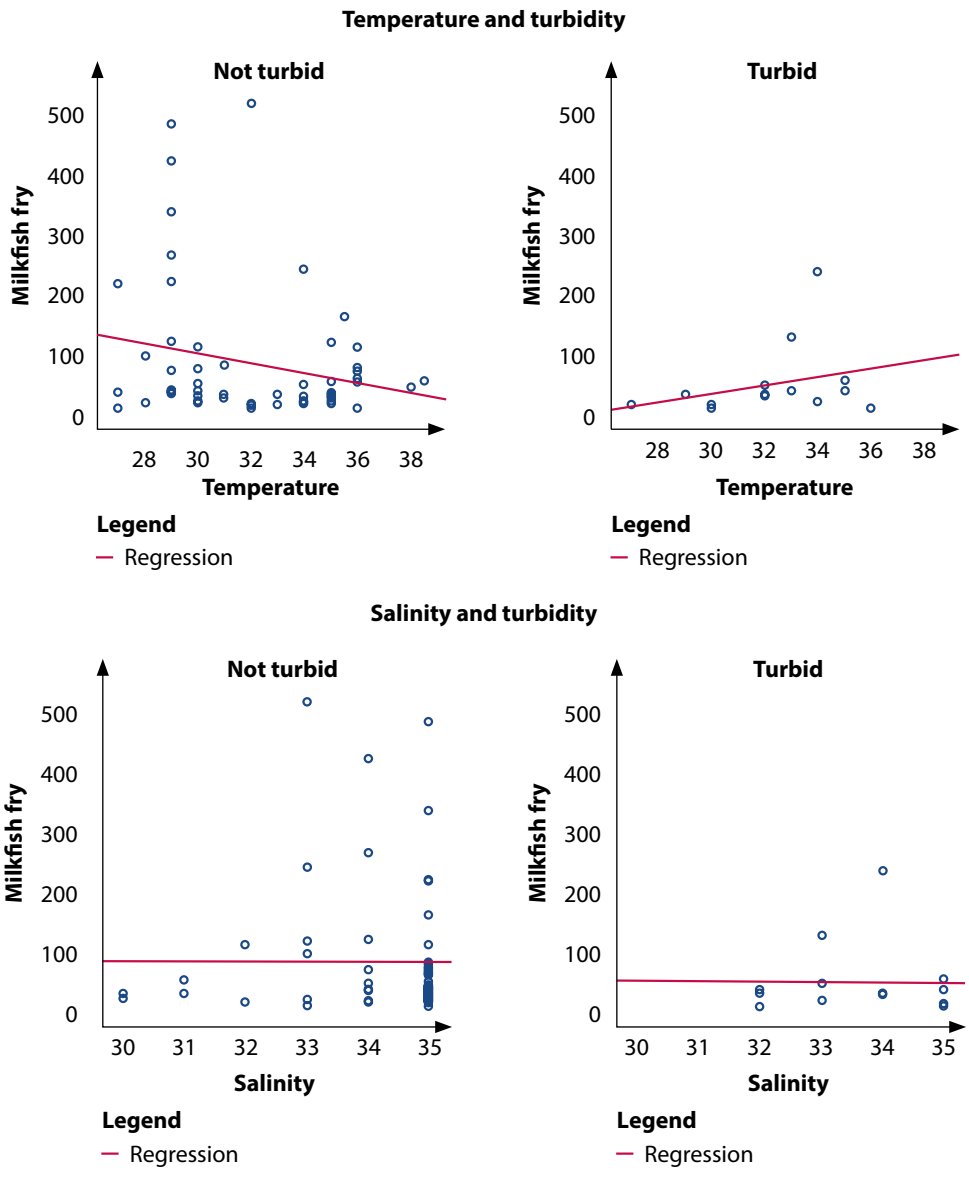 Temperature and turbidity
Not turbid
Milkfish fry
500
400
300
200
100
0
28 30 32 34 36 38
Temperature
Legend
Regression
Turbid
Milkfish fry
500
400
300
200
100
0
28 30 32 34 36 38
Temperature
Legend
Regression
Salinity and turbidity
Not turbid
Milkfish fry
500
400
300
200
100
0
30 31 32 33 34 35
Salinity
Legend
Regression
Turbid
Milkfish fry
500
400
300
200
100
0
30 31 32 33 34 35
Salinity
Legend
Regression